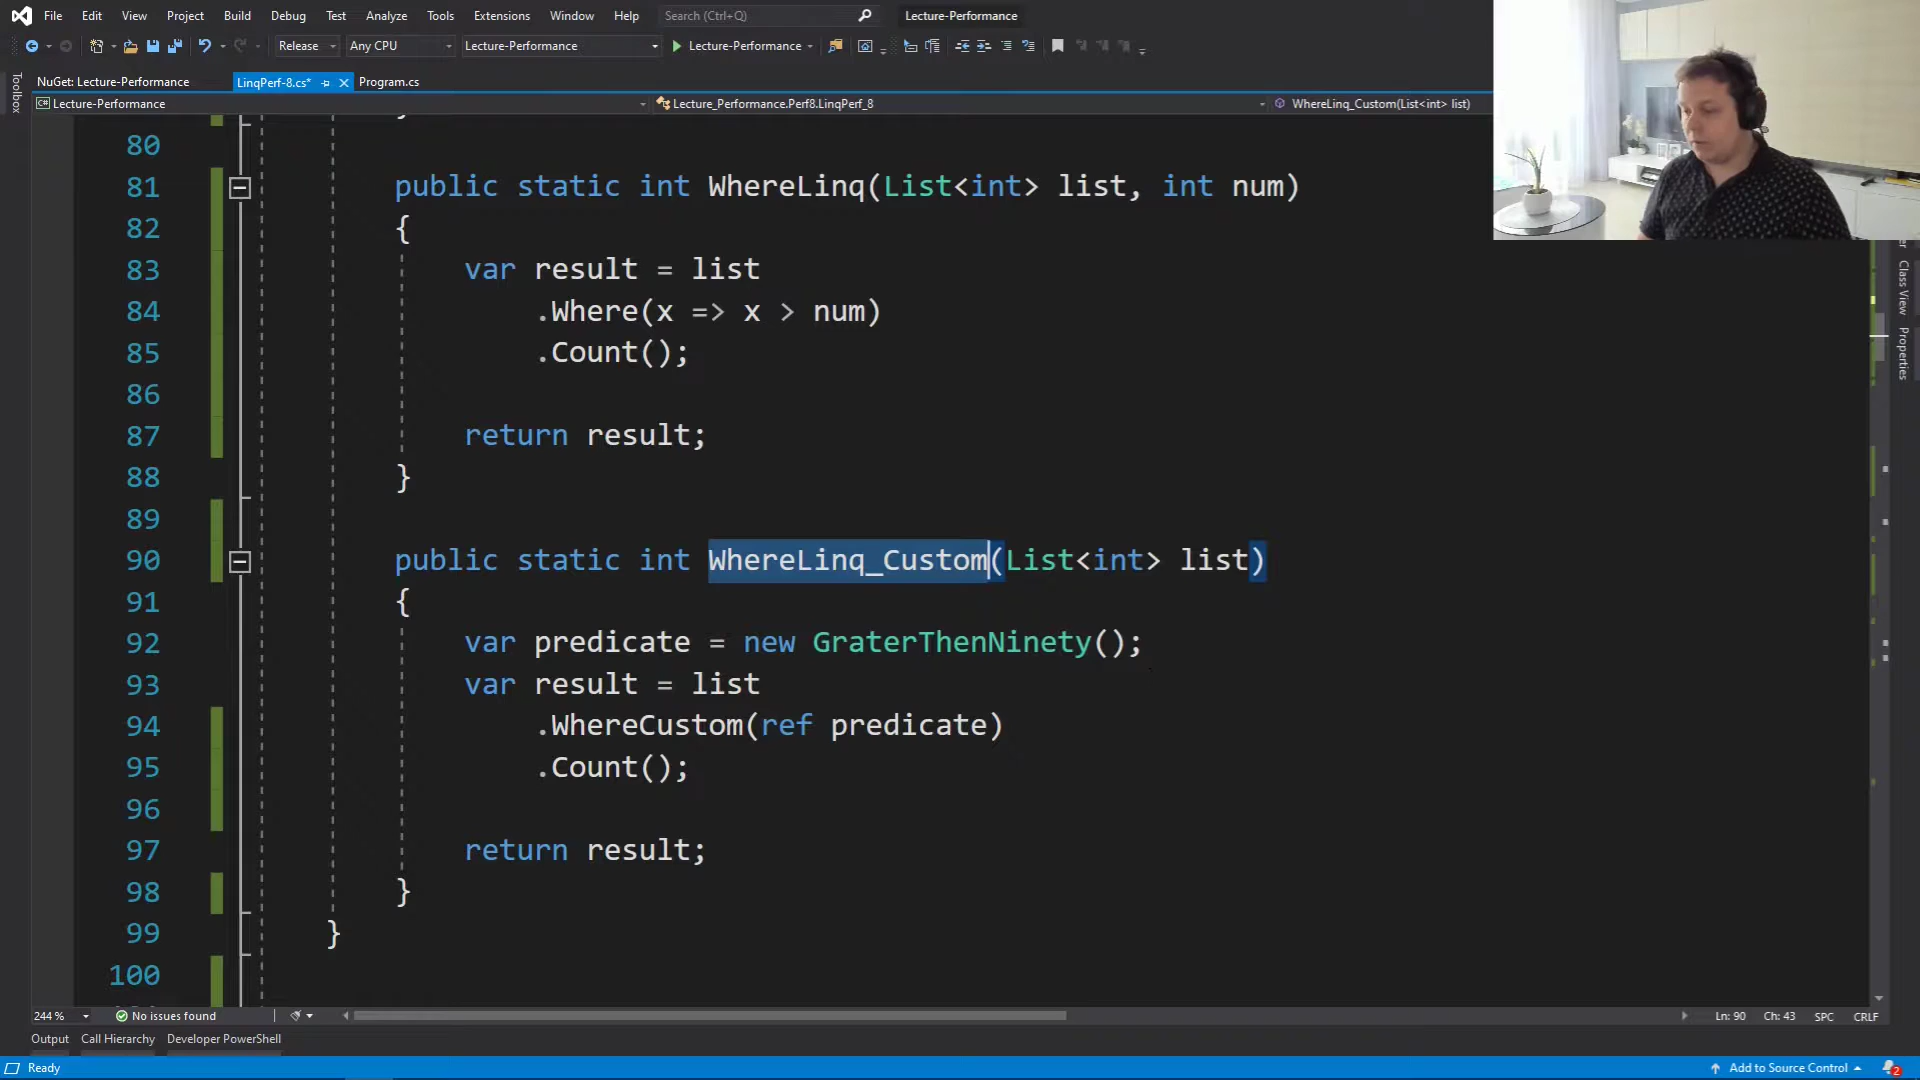 File Edit View Project Build Debug Test Analyze Tools Extensions Window Help Search (Ctrl+Q) Lecture-Performance
Release Any CPU Lecture-Performance Lecture-Performance
Toolbox
NuGet: Lecture-Performance LinqPerf-8.cs* Program.cs
Lecture-Performance Lecture_Performance.Perf8.LinqPerf_8 WhereLinq_Custom(List<int> list)
80
81 public static int WhereLinq(List<int> list, int num)
82 {
83 var result = list
84 .Where(x => x > num)
85 .Count();
86
87 return result;
88 }
89
90 public static int WhereLinq_Custom(List<int> list)
91 {
92 var predicate = new GraterThenNinety();
93 var result = list
94 .WhereCustom(ref predicate)
95 .Count();
96
97 return result;
98 }
99 }
100
Class View
Properties
244 % No issues found Ln: 90 Ch: 43 SPC CRLF
Output Call Hierarchy Developer PowerShell
Ready Add to Source Control 2